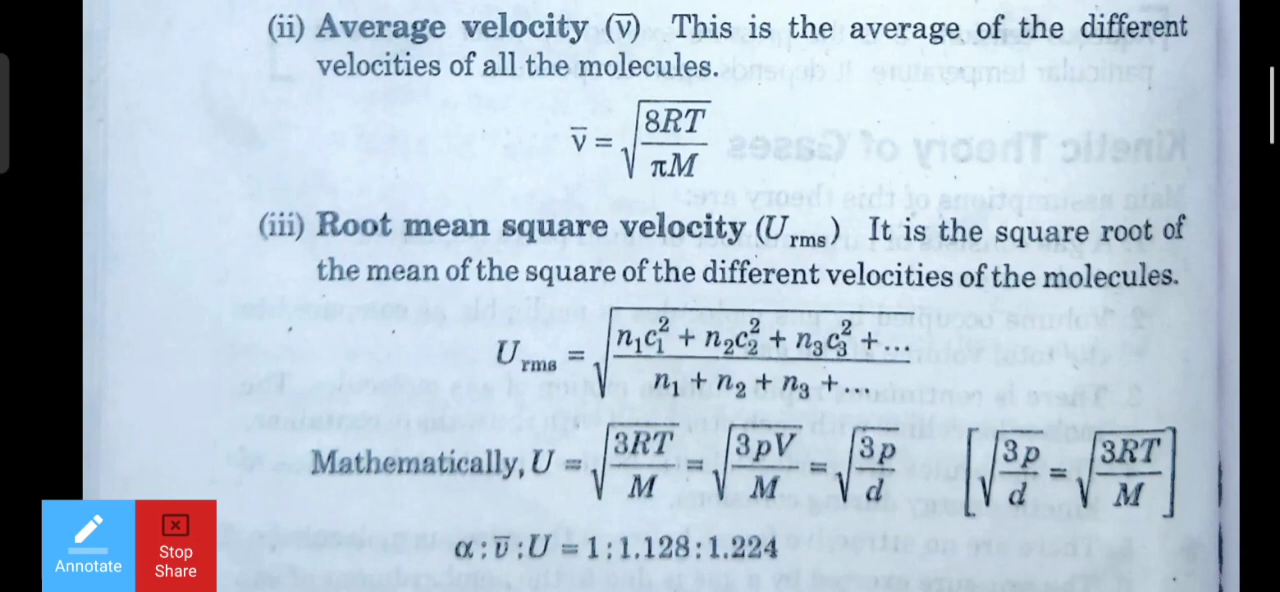 (ii) Average velocity (v̅) This is the average of the different
velocities of all the molecules.
v̅ = √(8RT / πM)
(iii) Root mean square velocity (U rms) It is the square root of
the mean of the square of the different velocities of the molecules.
U rms = √((n₁c₁² + n₂c₂² + n₃c₃² + ...) / (n₁ + n₂ + n₃ + ...))
Mathematically, U = √(3RT / M) = √(3pV / M) = √(3p / d) [√(3p / d) = √(3RT / M)]
α : v̅ : U = 1 : 1.128 : 1.224
Annotate
Stop
Share